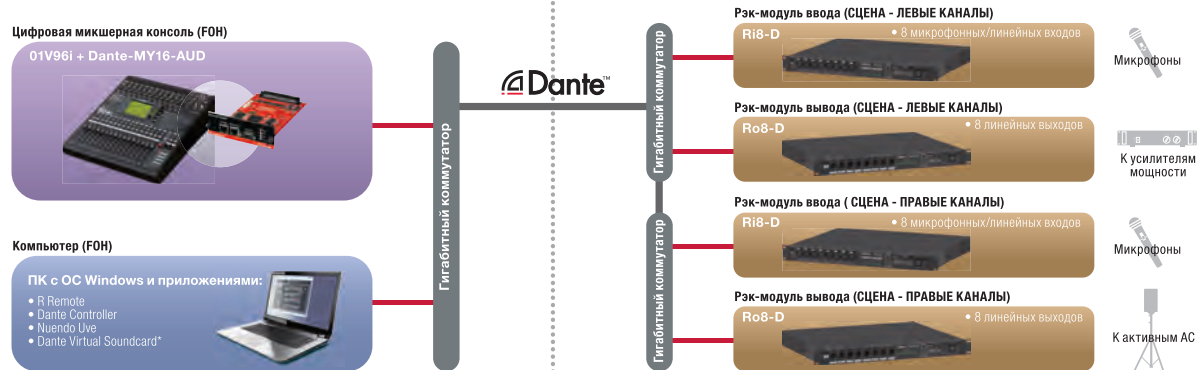 Цифровая микшерная консоль (FOH)
01V96i + Dante-MY16-AUD
Компьютер (FOH)
ПК с ОС Windows и приложениями:
• R Remote
• Dante Controller
• Nuendo Uve
• Dante Virtual Soundcard*
Гигабитный коммутатор
Dante™
Гигабитный коммутатор
Гигабитный коммутатор
Рэк-модуль ввода (СЦЕНА - ЛЕВЫЕ КАНАЛЫ)
Ri8-D
• 8 микрофонных/линейных входов
Микрофоны
Рэк-модуль вывода (СЦЕНА - ЛЕВЫЕ КАНАЛЫ)
Ro8-D
• 8 линейных выходов
К усилителям
мощности
Рэк-модуль ввода ( СЦЕНА - ПРАВЫЕ КАНАЛЫ)
Ri8-D
• 8 микрофонных/линейных входов
Микрофоны
Рэк-модуль вывода (СЦЕНА - ПРАВЫЕ КАНАЛЫ)
Ro8-D
• 8 линейных выходов
К активным АС